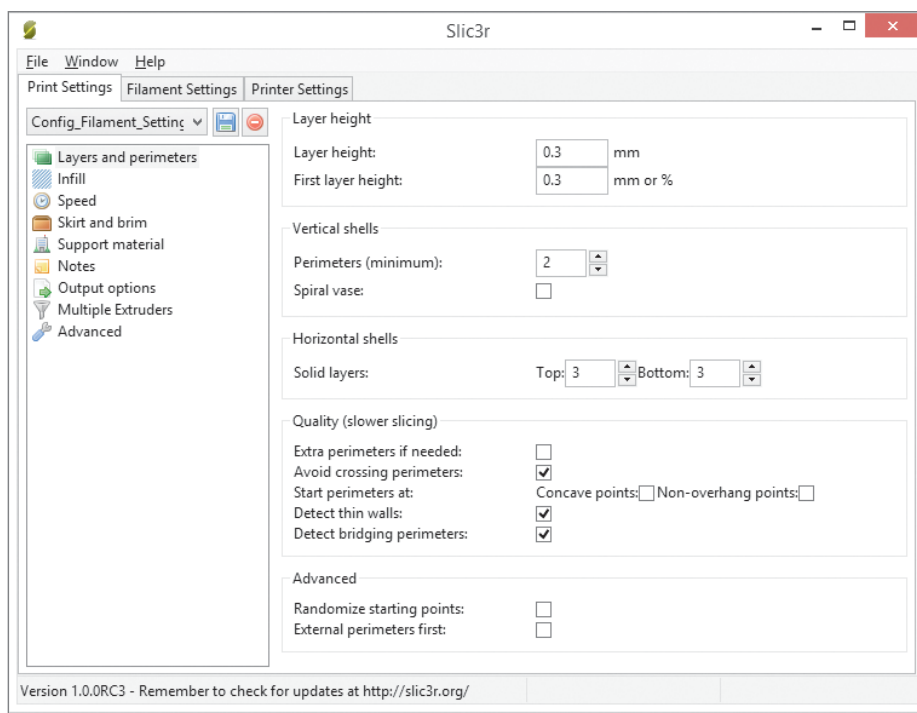 Slic3r
File Window Help
Print Settings Filament Settings Printer Settings
Config_Filament_Setting
Layers and perimeters
Infill
Speed
Skirt and brim
Support material
Notes
Output options
Multiple Extruders
Advanced
Layer height
Layer height: 0.3 mm
First layer height: 0.3 mm or %
Vertical shells
Perimeters (minimum): 2
Spiral vase:
Horizontal shells
Solid layers: Top: 3 Bottom: 3
Quality (slower slicing)
Extra perimeters if needed:
Avoid crossing perimeters:
Start perimeters at: Concave points: Non-overhang points:
Detect thin walls:
Detect bridging perimeters:
Advanced
Randomize starting points:
External perimeters first:
Version 1.0.0RC3 - Remember to check for updates at http://slic3r.org/